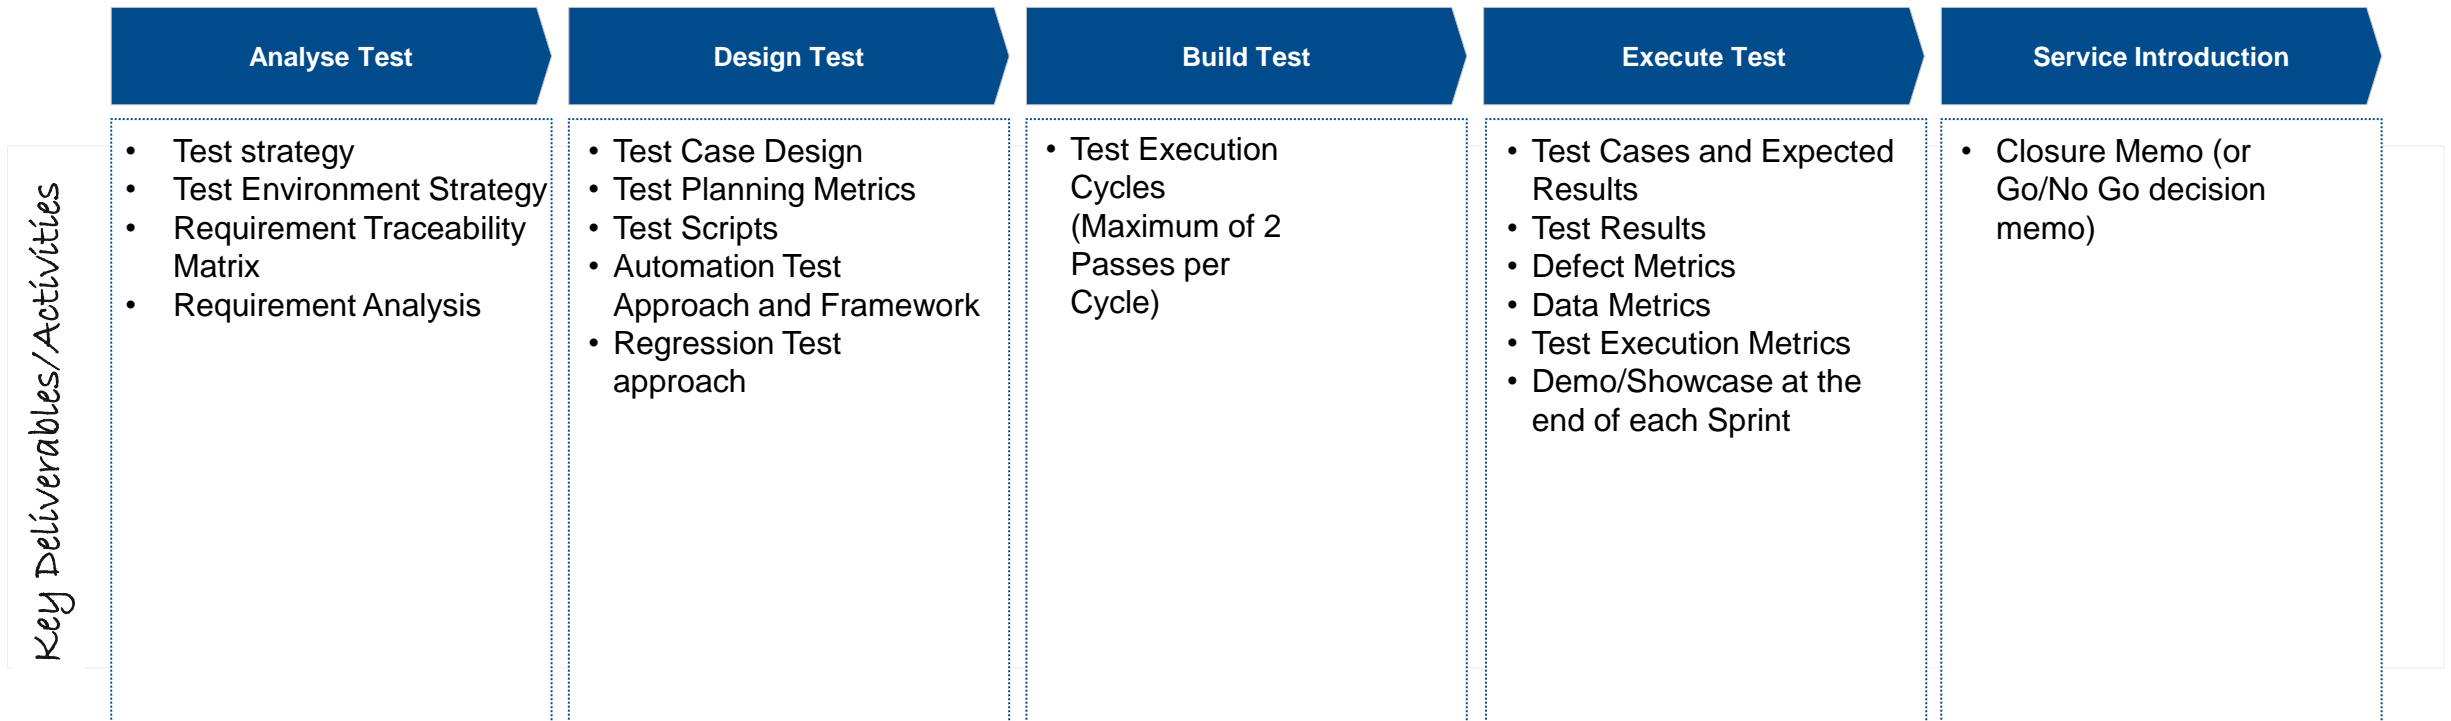 Analyse Test
Design Test
Build Test
Execute Test
Service Introduction
Key Deliverables/Activities
• Test strategy
• Test Environment Strategy
• Requirement Traceability
Matrix
• Requirement Analysis
• Test Case Design
• Test Planning Metrics
• Test Scripts
• Automation Test
Approach and Framework
• Regression Test
approach
• Test Execution
Cycles
(Maximum of 2
Passes per
Cycle)
• Test Cases and Expected
Results
• Test Results
• Defect Metrics
• Data Metrics
• Test Execution Metrics
• Demo/Showcase at the
end of each Sprint
• Closure Memo (or
Go/No Go decision
memo)